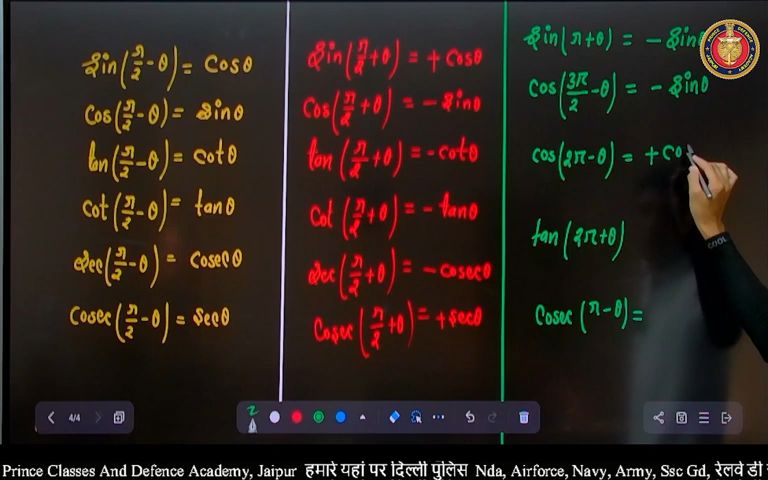 Sin(π/2 - θ) = Cosθ
Cos(π/2 - θ) = Sinθ
tan(π/2 - θ) = cotθ
Cot(π/2 - θ) = tanθ
Sec(π/2 - θ) = Cosecθ
Cosec(π/2 - θ) = Secθ
Sin(π/2 + θ) = + Cosθ
Cos(π/2 + θ) = - Sinθ
tan(π/2 + θ) = - cotθ
Cot(π/2 + θ) = - tanθ
Sec(π/2 + θ) = - Cosecθ
Cosec(π/2 + θ) = + Secθ
Sin(π + θ) = - Sin
Cos(3π/2 - θ) = - Sinθ
Cos(2π - θ) = + Co
tan(2π + θ)
Cosec(π - θ) =
COOL
4/4
2
Prince Classes And Defence Academy, Jaipur हमारे यहां पर दिल्ली पुलिस Nda, Airforce, Navy, Army, Ssc Gd, रेलवे डी